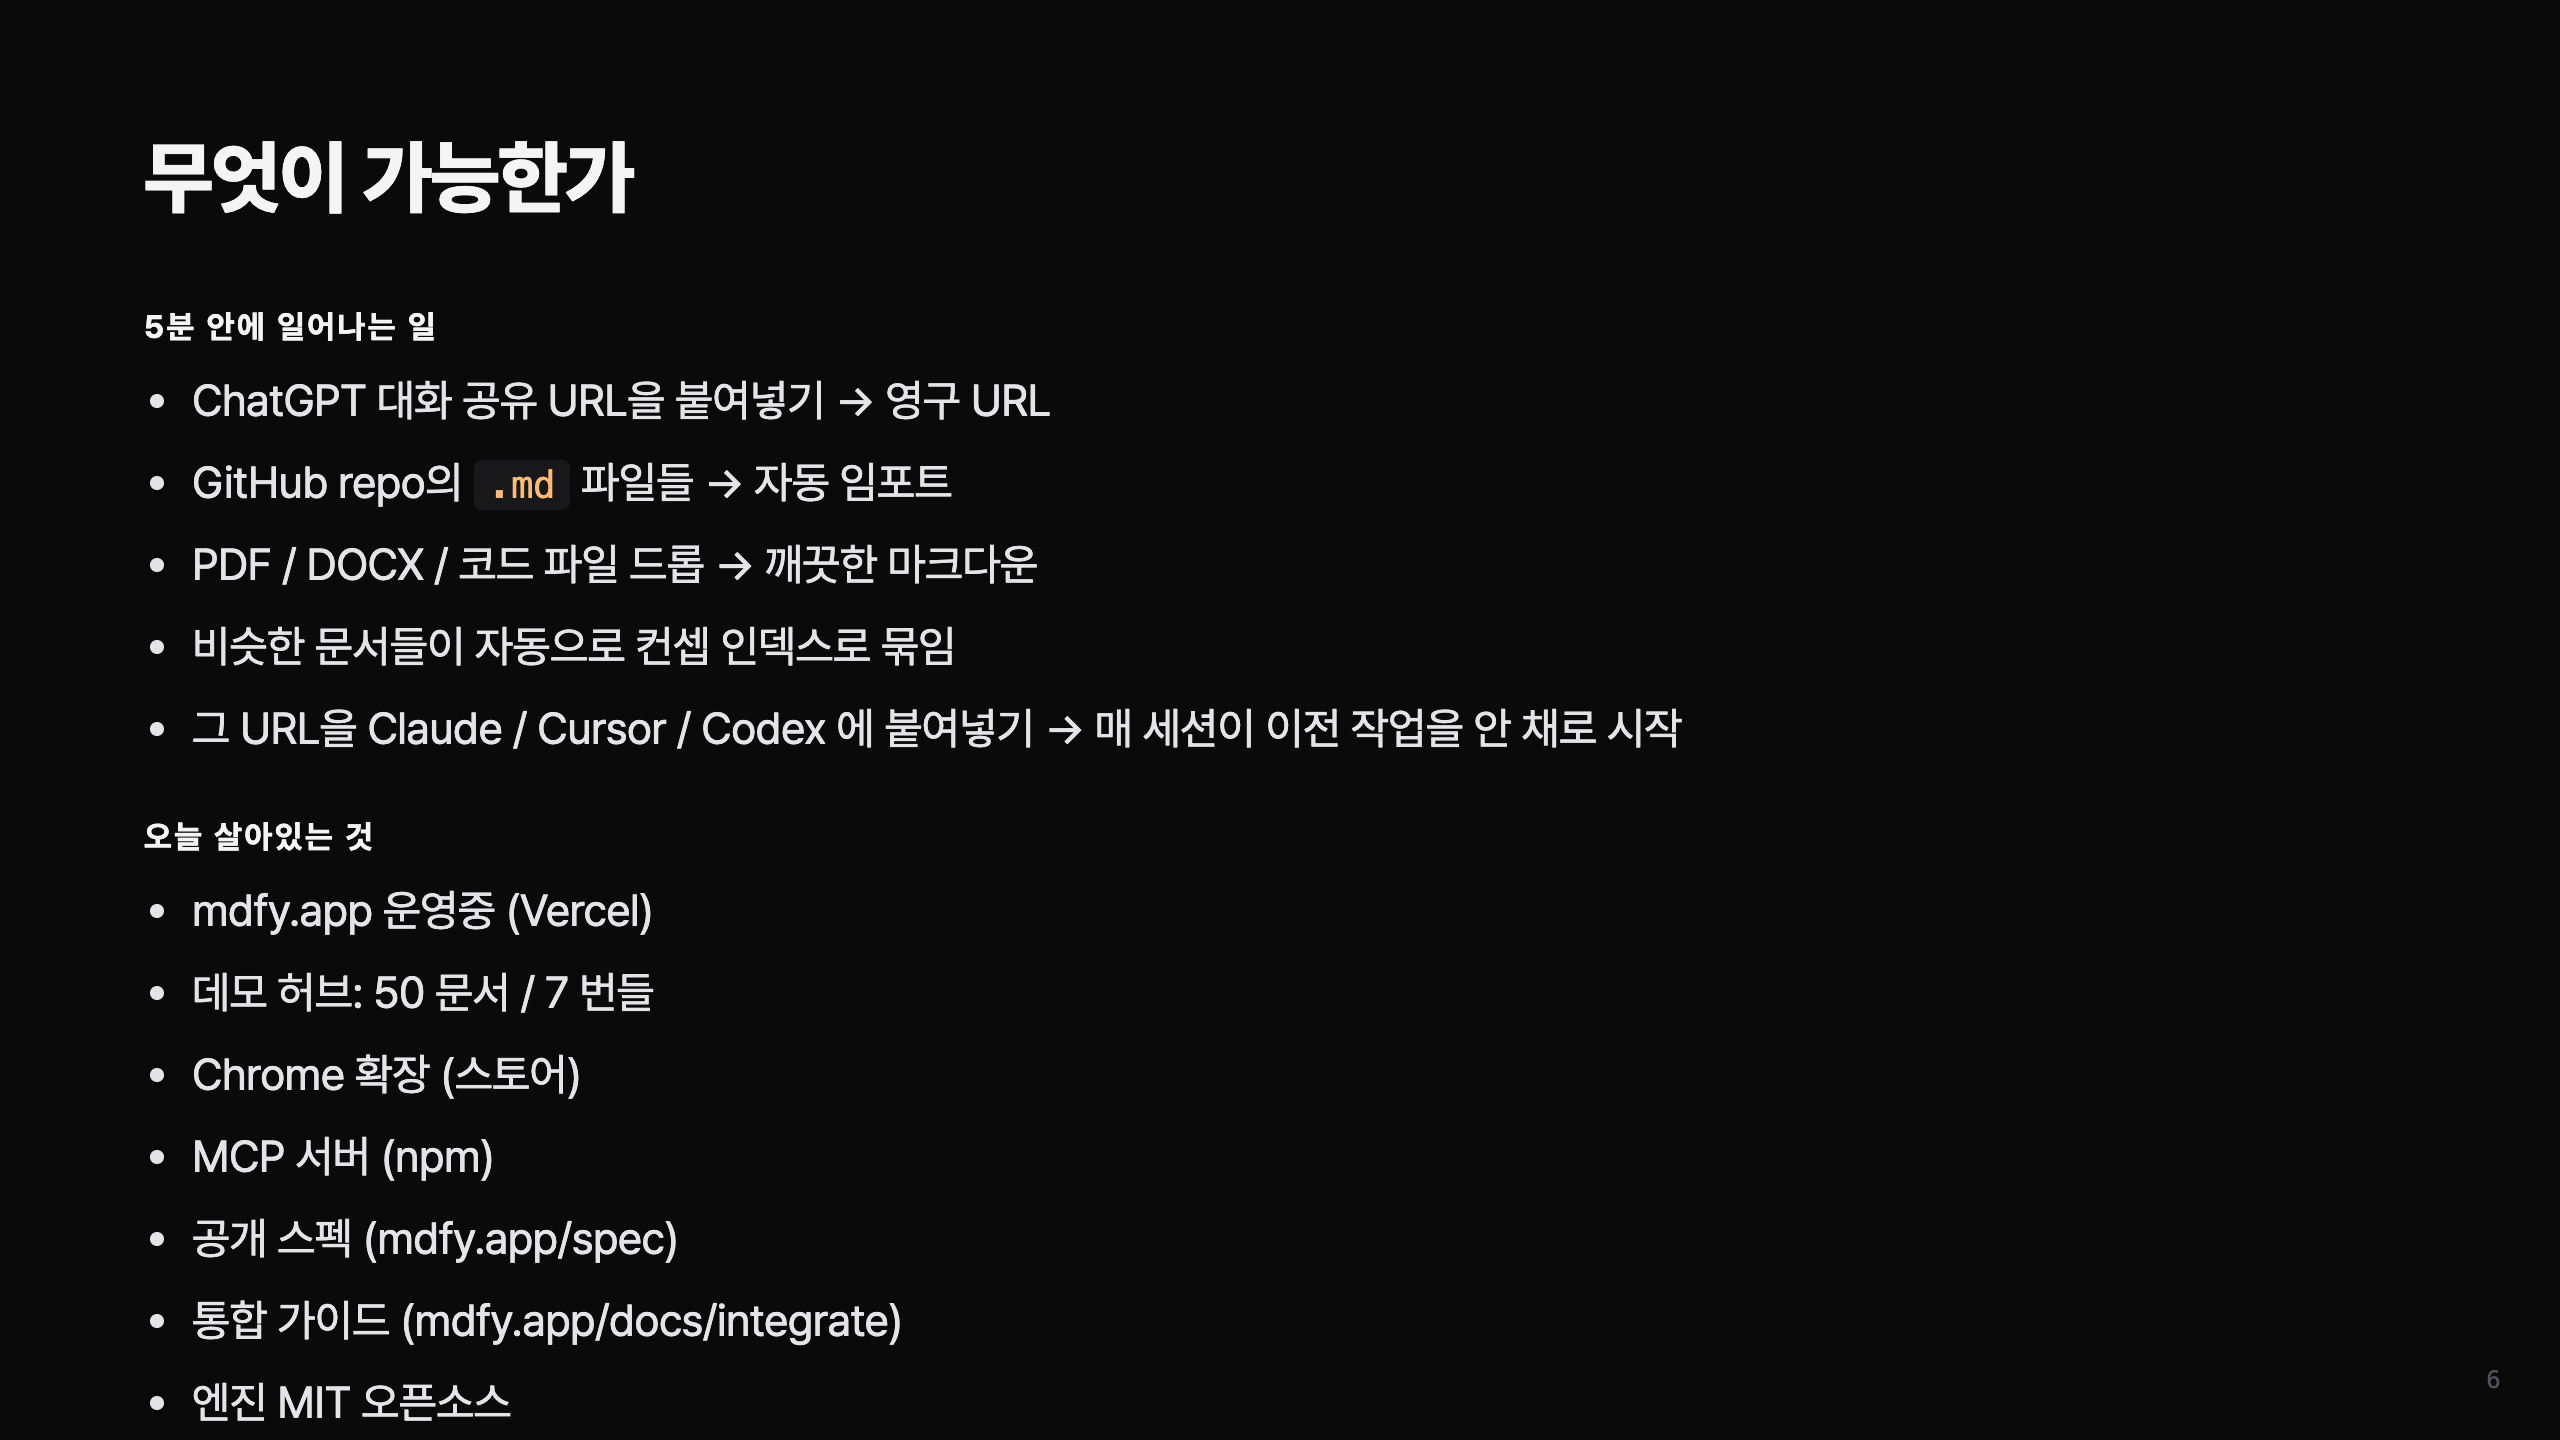 무엇이 가능한가
5분 안에 일어나는 일
• ChatGPT 대화 공유 URL을 붙여넣기 → 영구 URL
• GitHub repo의 .md 파일들 → 자동 임포트
• PDF / DOCX / 코드 파일 드롭 → 깨끗한 마크다운
• 비슷한 문서들이 자동으로 컨셉 인덱스로 묶임
• 그 URL을 Claude / Cursor / Codex 에 붙여넣기 → 매 세션이 이전 작업을 안 채로 시작
오늘 살아있는 것
• mdfy.app 운영중 (Vercel)
• 데모 허브: 50 문서 / 7 번들
• Chrome 확장 (스토어)
• MCP 서버 (npm)
• 공개 스펙 (mdfy.app/spec)
• 통합 가이드 (mdfy.app/docs/integrate)
• 엔진 MIT 오픈소스
6